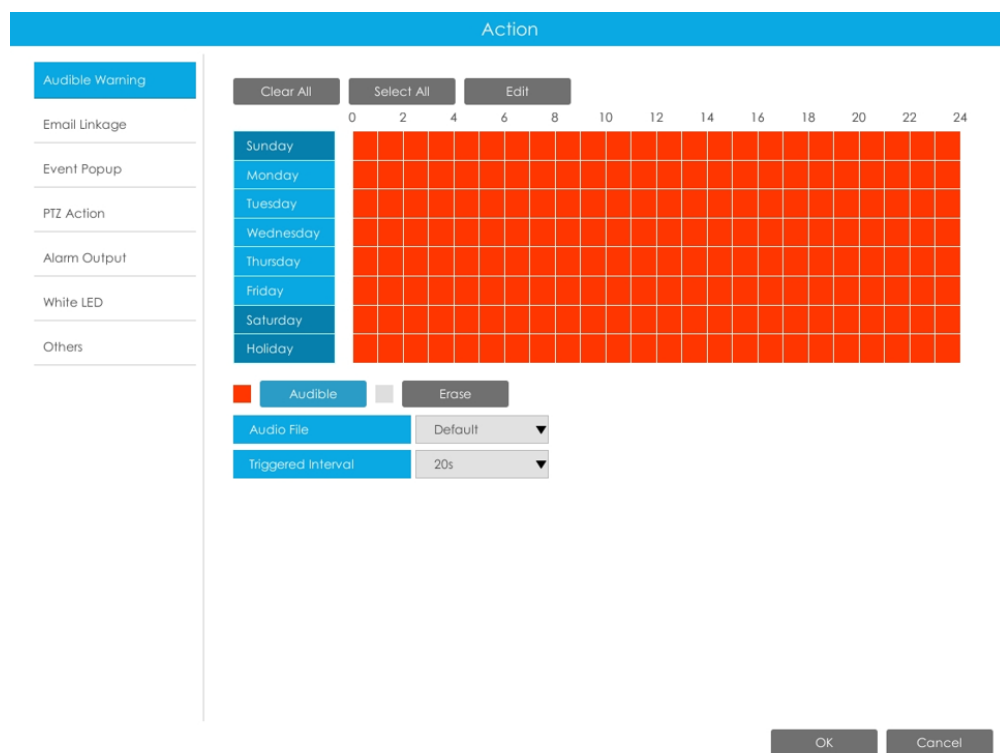 Action
Audible Warning
Email Linkage
Event Popup
PTZ Action
Alarm Output
White LED
Others
Clear All Select All Edit
0 2 4 6 8 10 12 14 16 18 20 22 24
Sunday
Monday
Tuesday
Wednesday
Thursday
Friday
Saturday
Holiday
Audible Erase
Audio File Default
Triggered Interval 20s
OK Cancel